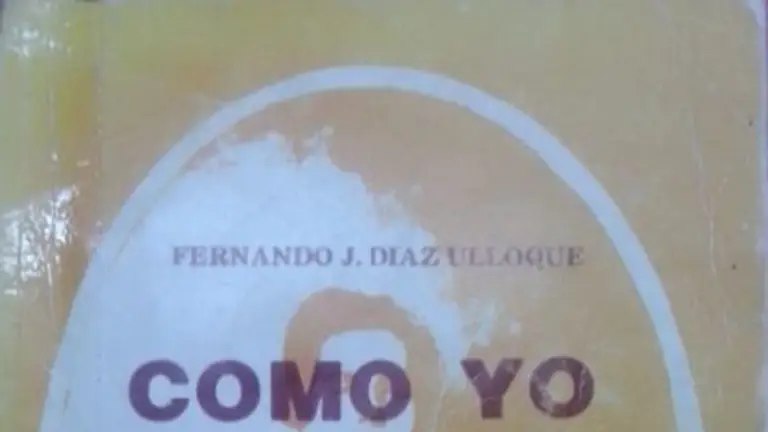 FERNANDO J. DIAZ ULLOQUE
COMO YO